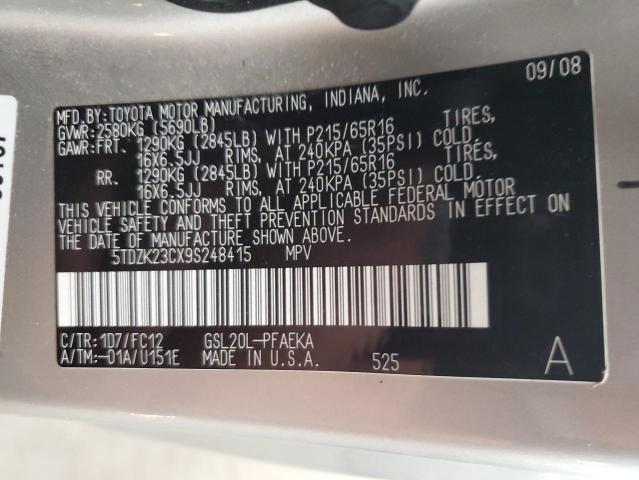 09/08
MFD.BY:TOYOTA MOTOR MANUFACTURING, INDIANA, INC.
GVWR:2580KG (5690LB)
GAWR:FRT. 1290KG (2845LB) WITH P215/65R16 TIRES,
16X6.5JJ RIMS, AT 240KPA (35PSI) COLD.
RR. 1290KG (2845LB) WITH P215/65R16 TIRES,
16X6.5JJ RIMS, AT 240KPA (35PSI) COLD.
THIS VEHICLE CONFORMS TO ALL APPLICABLE FEDERAL MOTOR
VEHICLE SAFETY AND THEFT PREVENTION STANDARDS IN EFFECT ON
THE DATE OF MANUFACTURE SHOWN ABOVE.
5TDZK23CX9S248415 MPV
C/TR:1D7/FC12 GSL20L-PFAEKA
A/TM:-01A/U151E MADE IN U.S.A. 525 A